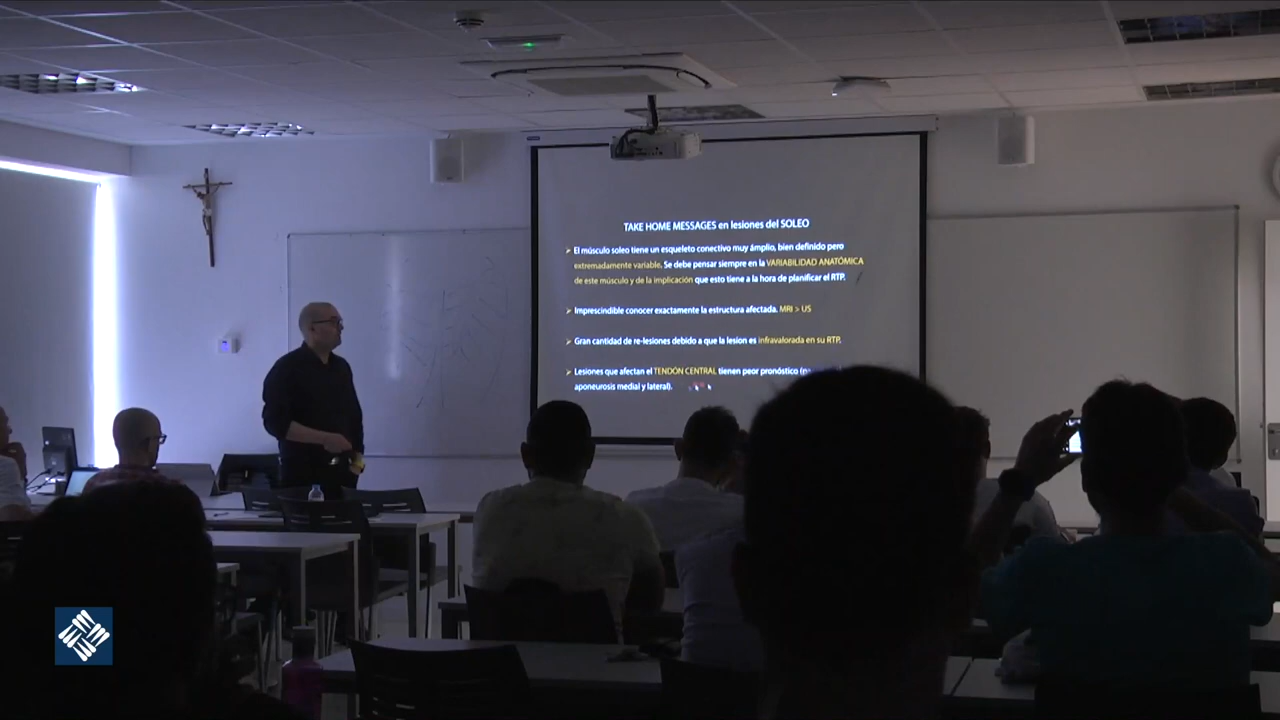 TAKE HOME MESSAGES en lesiones del SOLEO
➢ El músculo soleo tiene un esqueleto conectivo muy ámplio, bien definido pero
extremadamente variable. Se debe pensar siempre en la VARIABILIDAD ANATÓMICA
de este músculo y de la implicación que esto tiene a la hora de planificar el RTP.
➢ Imprescindible conocer exactamente la estructura afectada. MRI > US
➢ Gran cantidad de re-lesiones debido a que la lesion es infravalorada en su RTP.
➢ Lesiones que afectan el TENDÓN CENTRAL tienen peor pronóstico
aponeurosis medial y lateral).